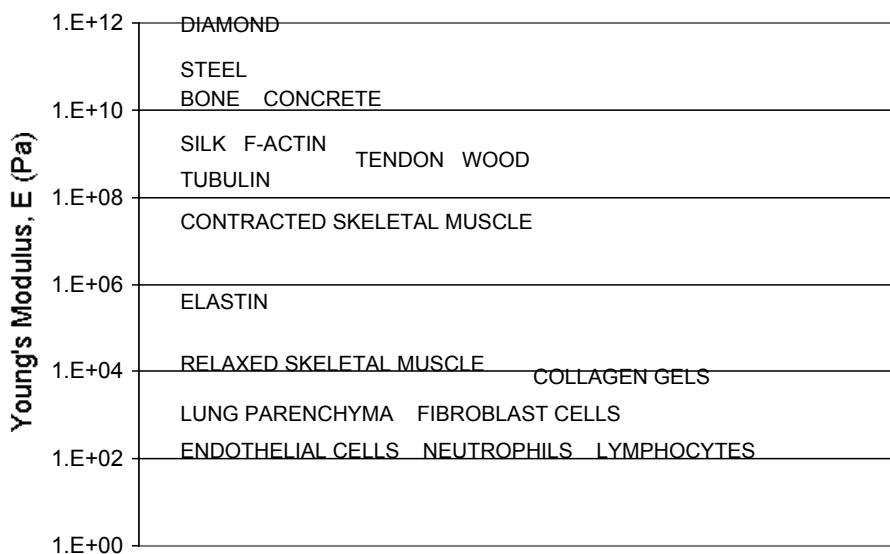 1.E+12
DIAMOND
STEEL
BONE CONCRETE
1.E+10
SILK F-ACTIN
TENDON WOOD
TUBULIN
1.E+08
CONTRACTED SKELETAL MUSCLE
1.E+06
ELASTIN
RELAXED SKELETAL MUSCLE
1.E+04
COLLAGEN GELS
LUNG PARENCHYMA FIBROBLAST CELLS
ENDOTHELIAL CELLS NEUTROPHILS LYMPHOCYTES
1.E+02
1.E+00
Young's Modulus, E (Pa)